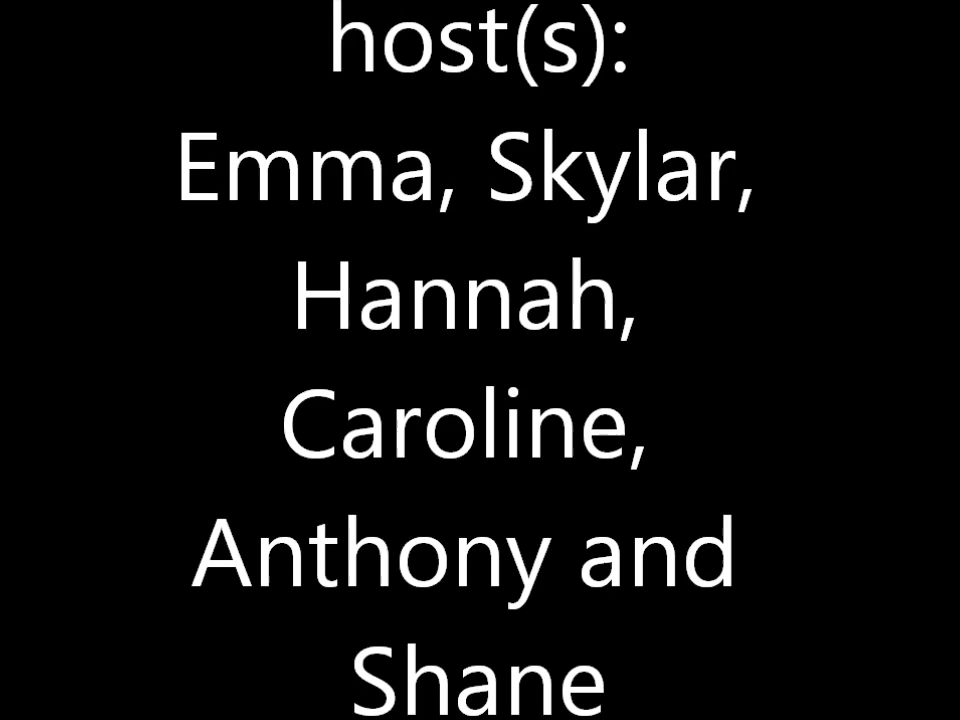 host(s):
Emma, Skylar,
Hannah,
Caroline,
Anthony and
Shane